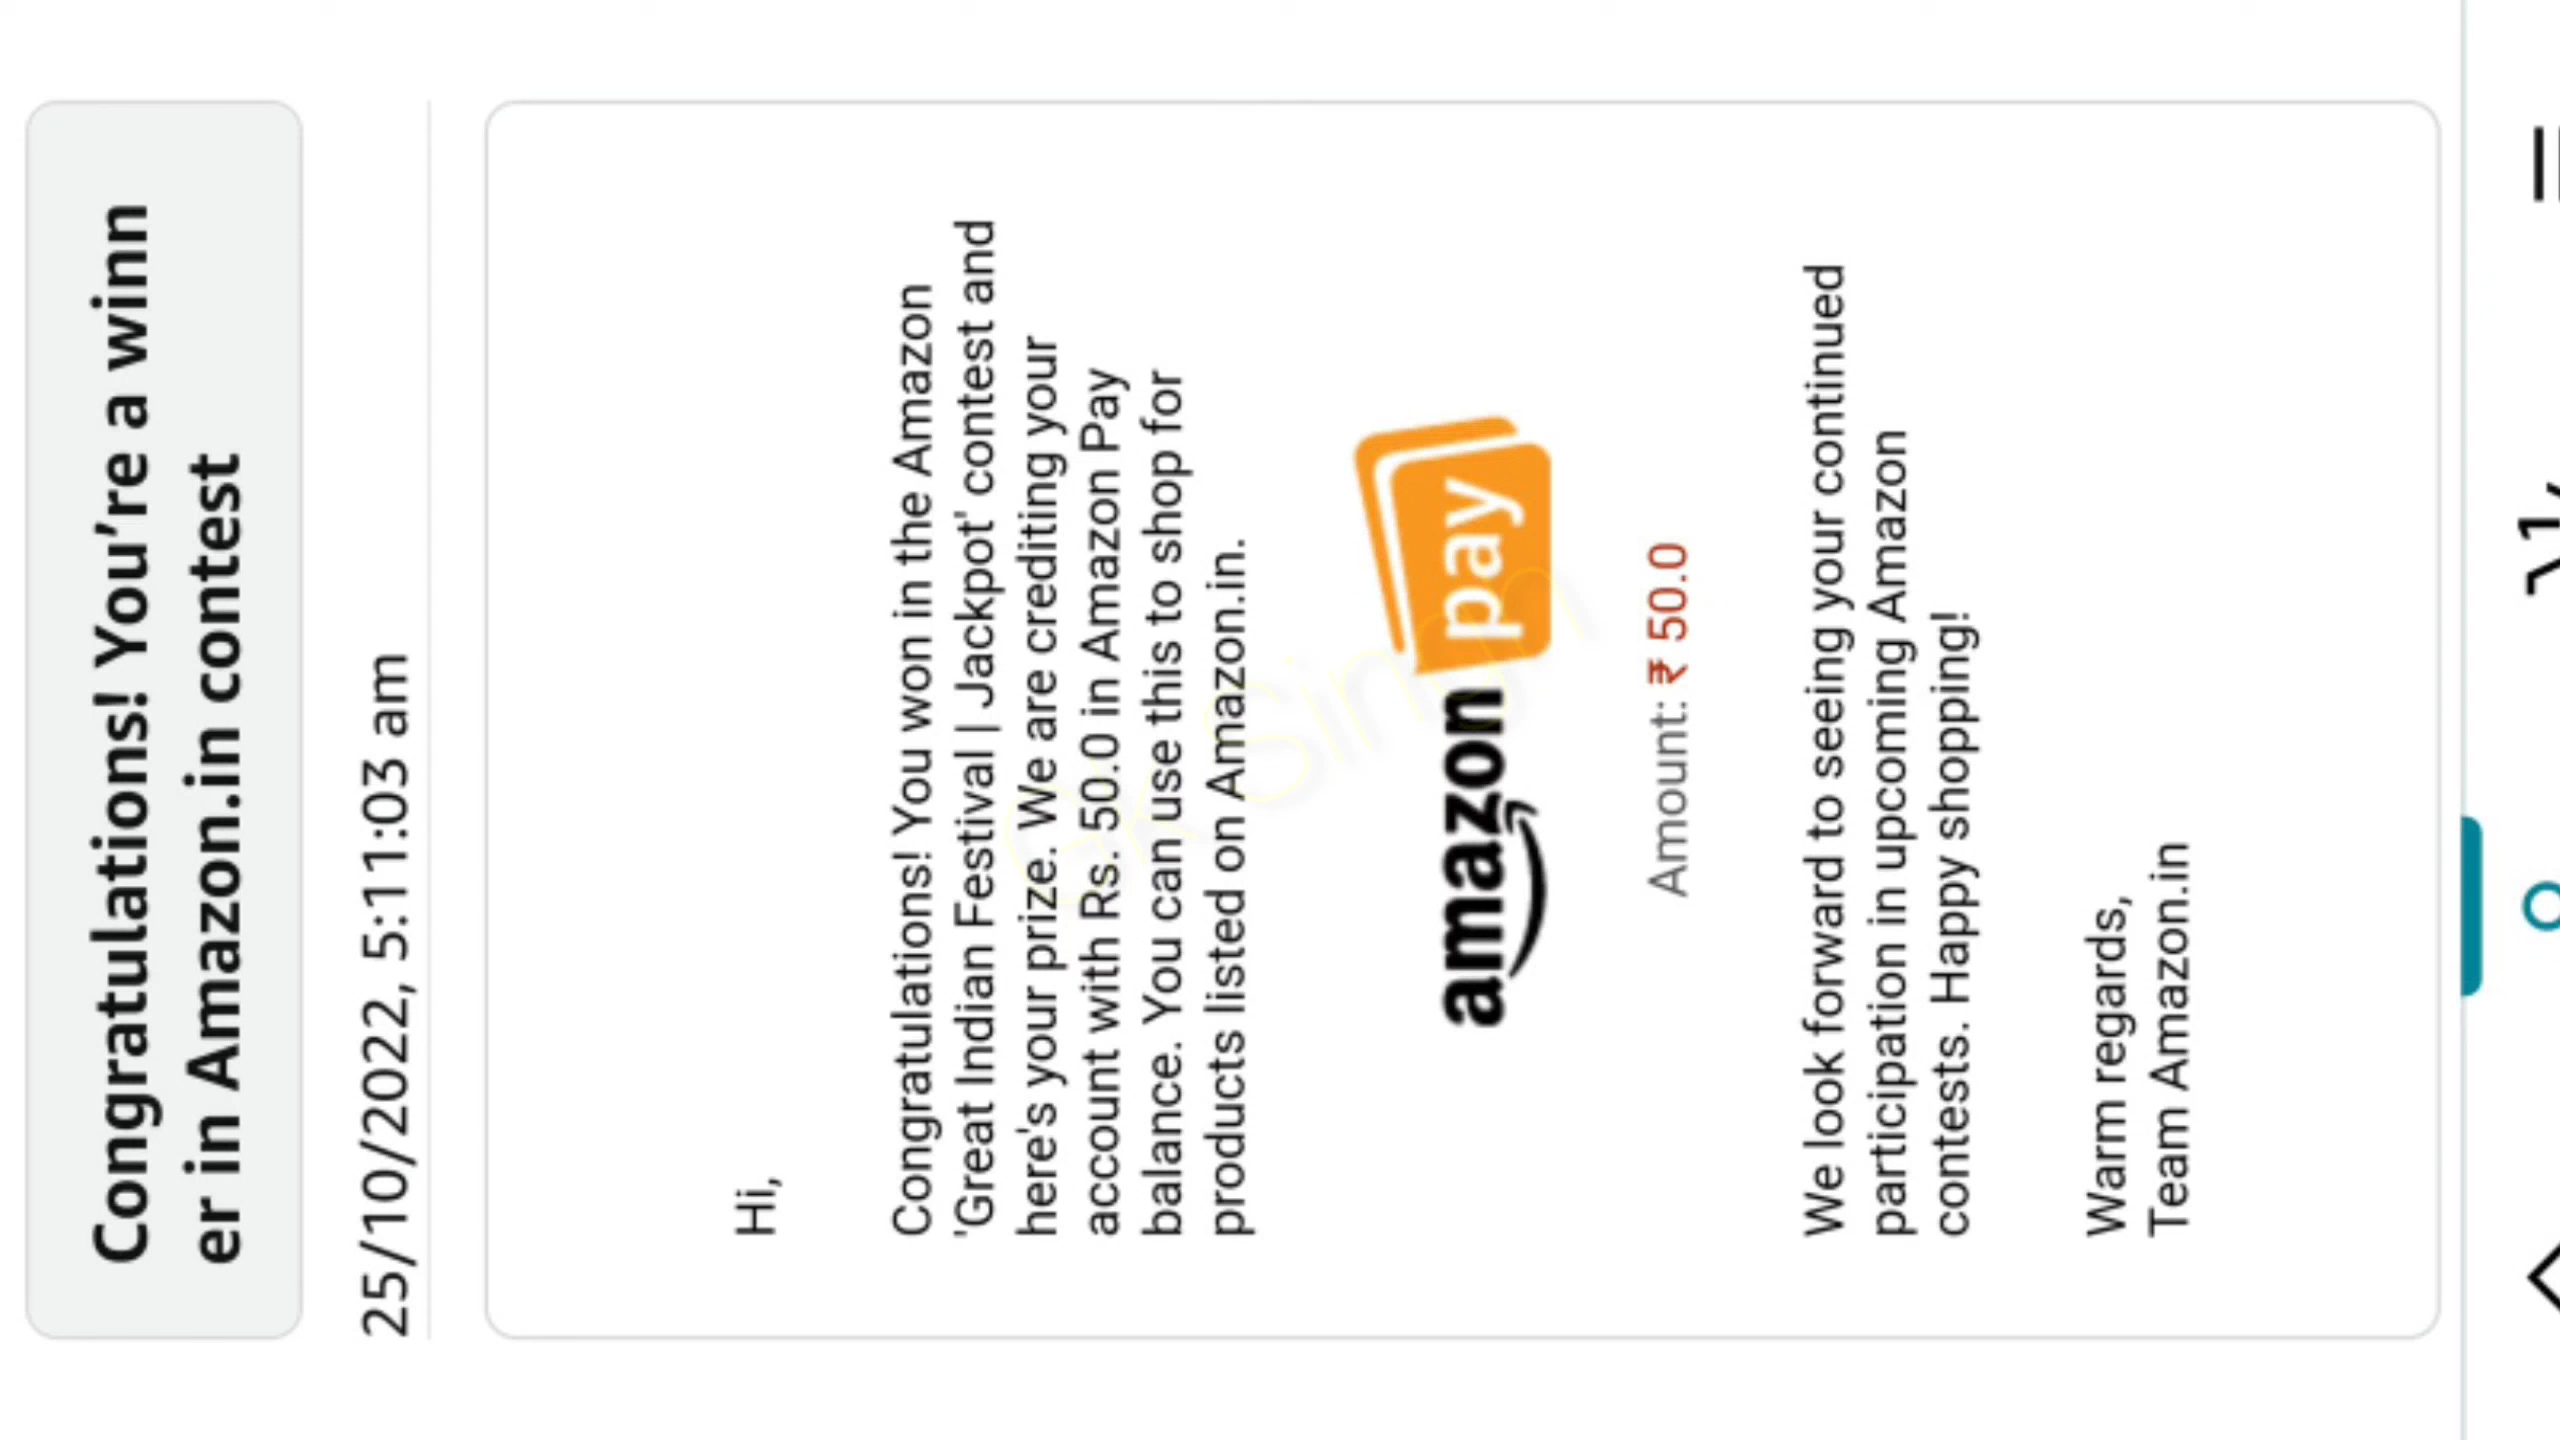 Congratulations! You're a winn
er in Amazon.in contest
25/10/2022, 5:11:03 am
Hi,
Congratulations! You won in the Amazon
'Great Indian Festival | Jackpot' contest and
here's your prize. We are crediting your
account with Rs. 50.0 in Amazon Pay
balance. You can use this to shop for
products listed on Amazon.in.
amazon pay
Amount: ₹ 50.0
We look forward to seeing your continued
participation in upcoming Amazon
contests. Happy shopping!
Warm regards,
Team Amazon.in